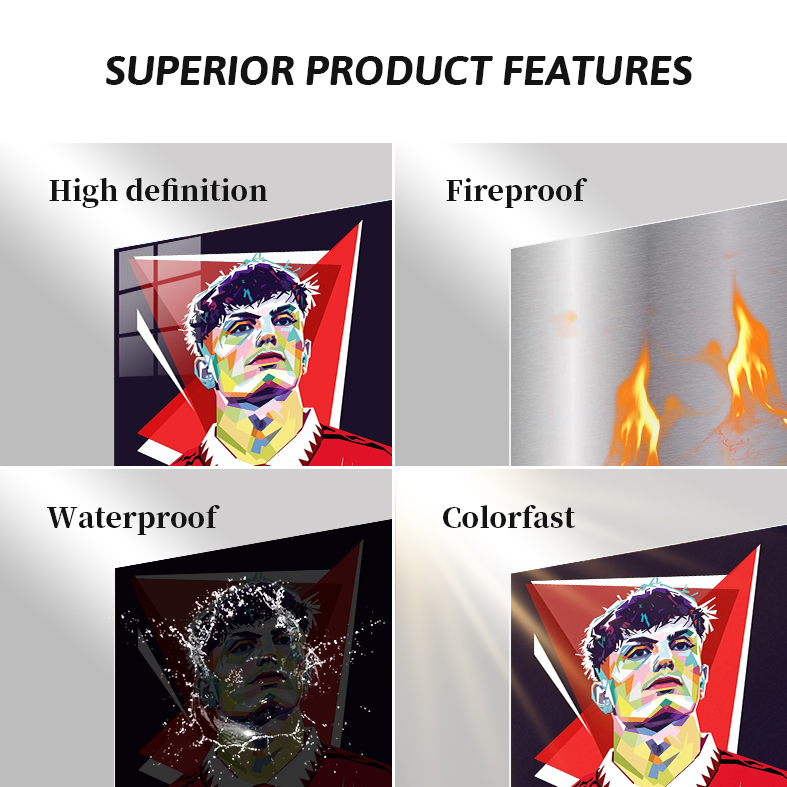 SUPERIOR PRODUCT FEATURES
High definition
Fireproof
Waterproof
Colorfast